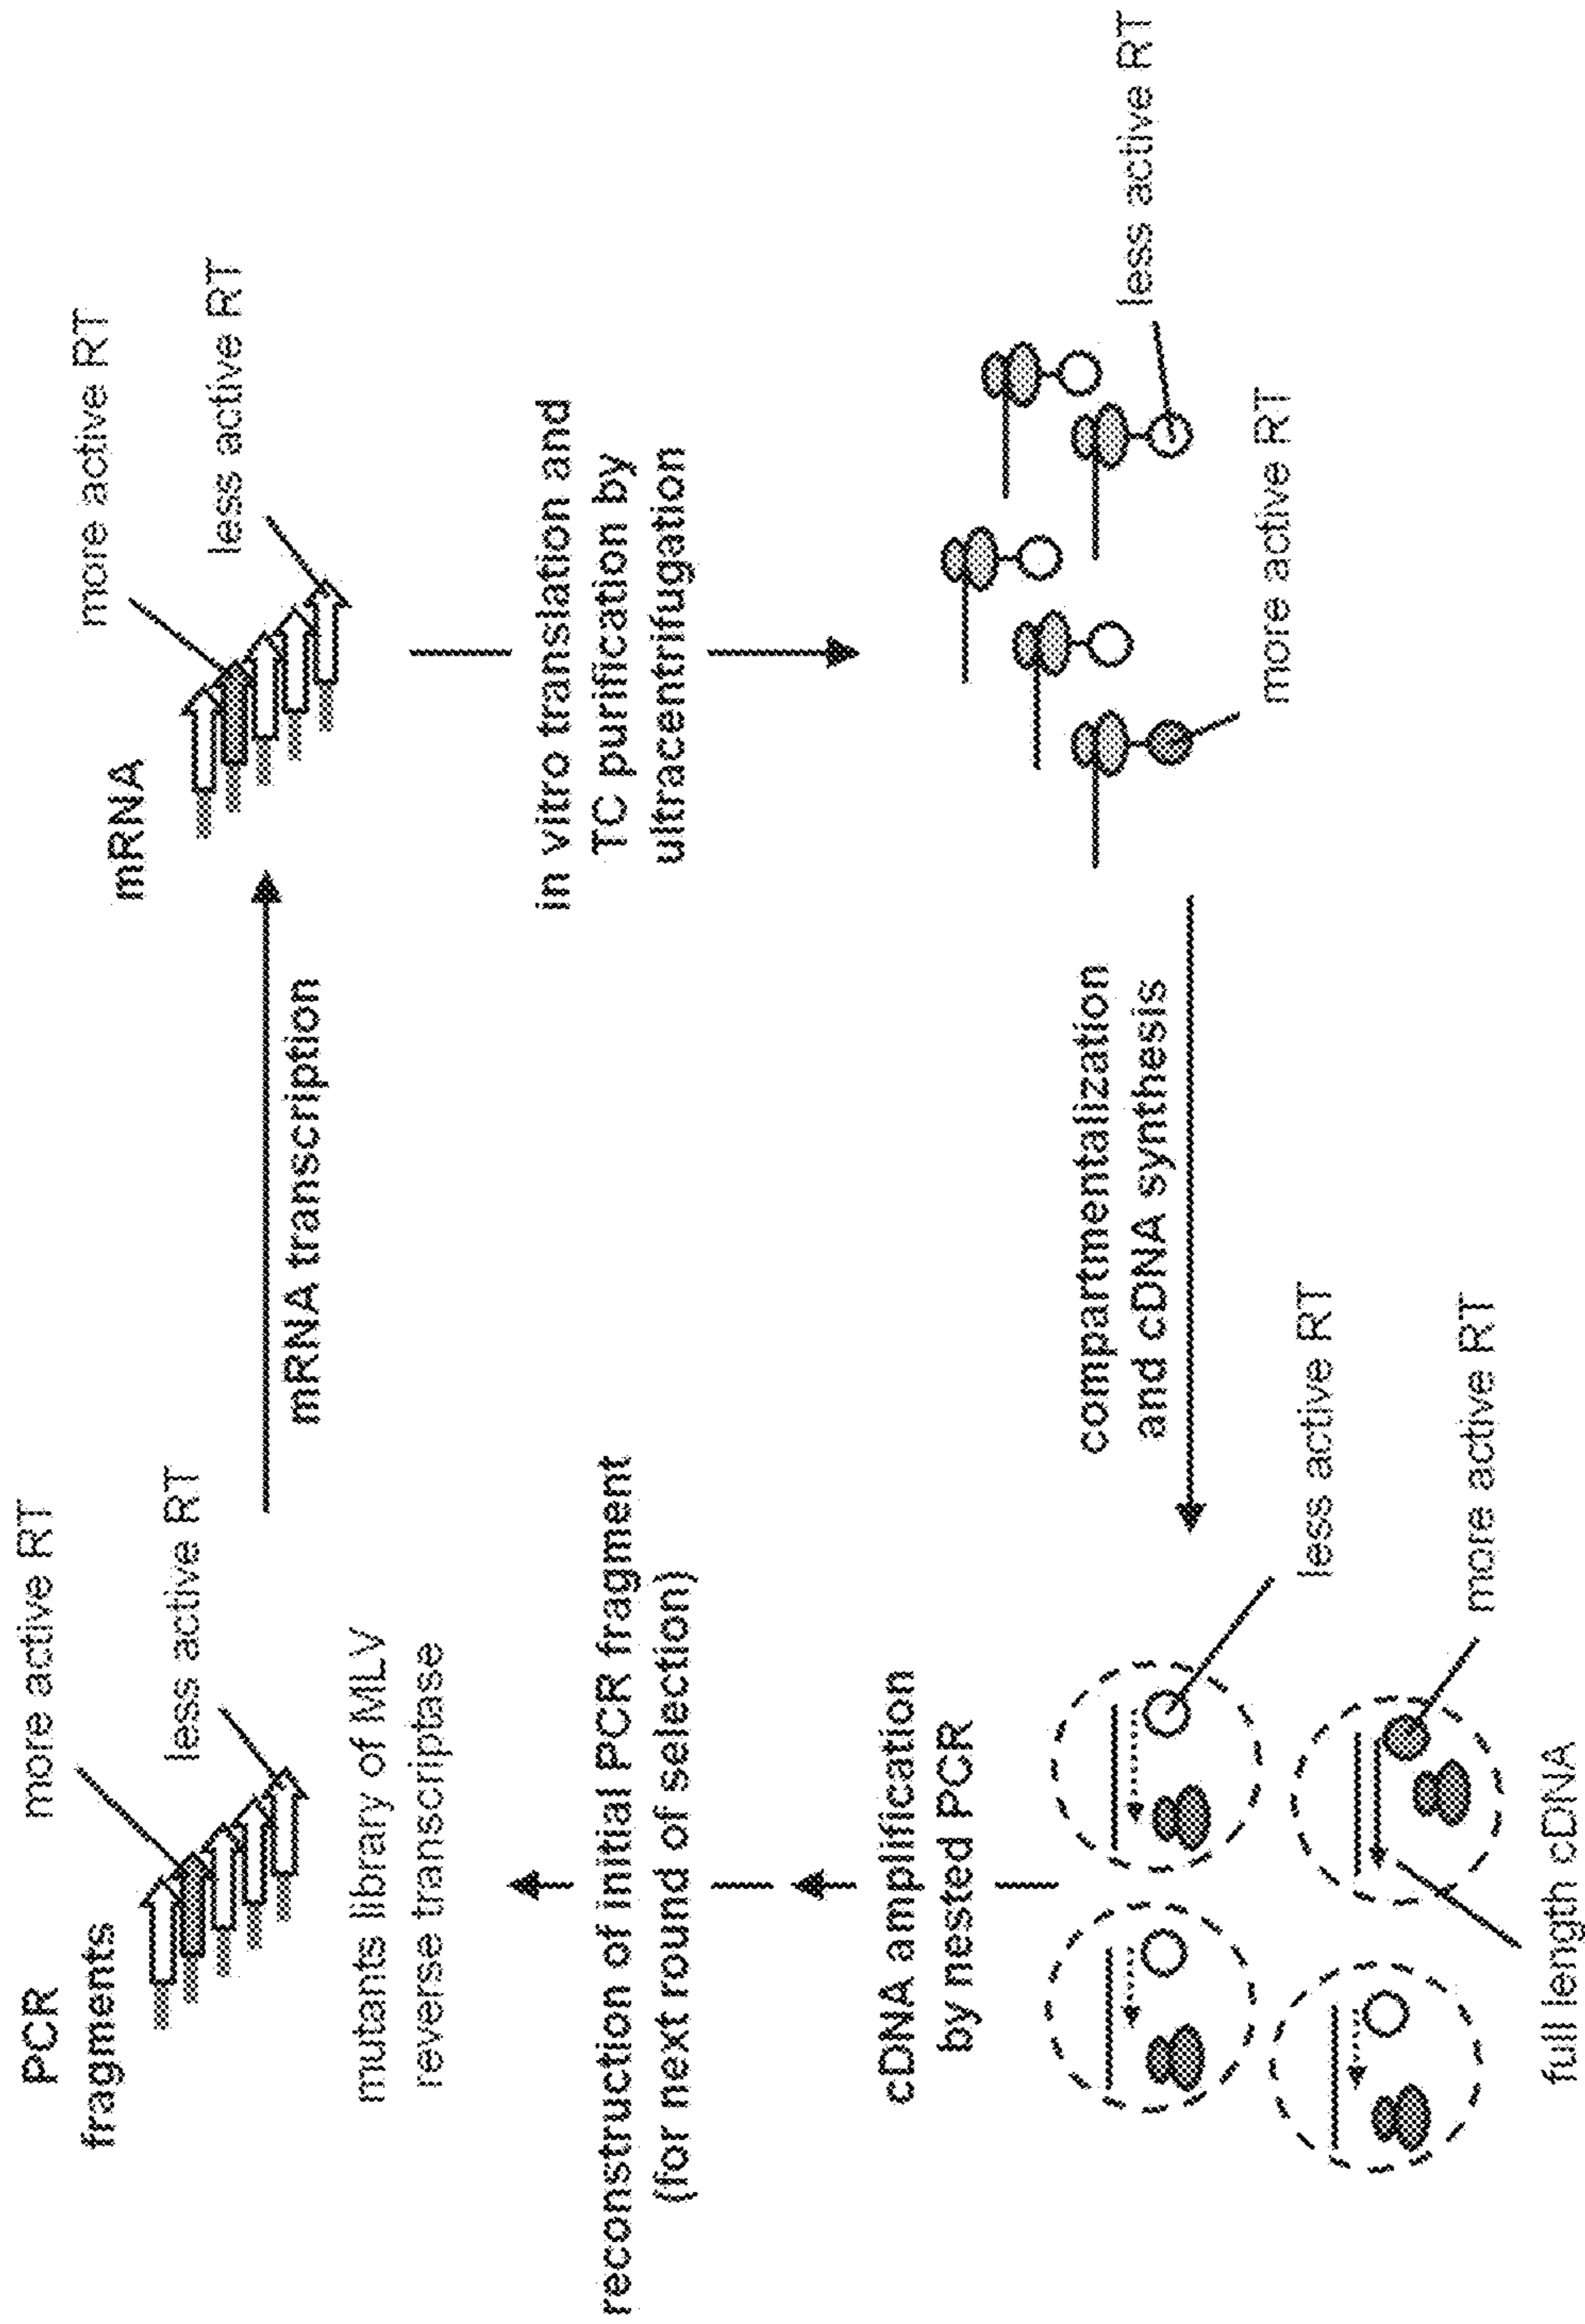 PCR
fragments
more active RT
less active RT
mutants library of MLV
reverse transcriptase
mRNA transcription
mRNA
more active RT
less active RT
in vitro translation and
TC purification by
ultracentrifugation
less active RT
more active RT
compartmentalization
and cDNA synthesis
less active RT
more active RT
full length cDNA
cDNA amplification
by nested PCR
reconstruction of initial PCR fragment
(for next round of selection)